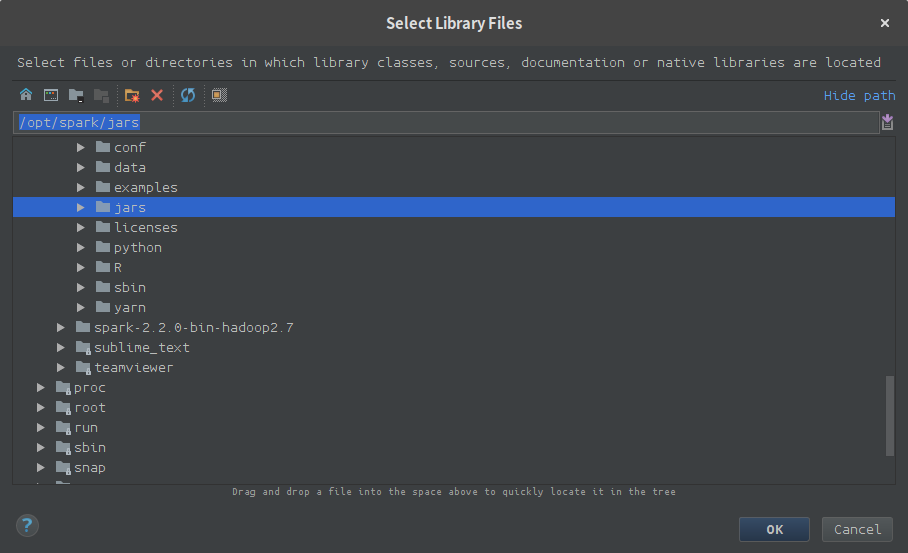 Select Library Files
Select files or directories in which library classes, sources, documentation or native libraries are located
Hide path
/opt/spark/jars
conf
data
examples
jars
licenses
python
R
sbin
yarn
spark-2.2.0-bin-hadoop2.7
sublime_text
teamviewer
proc
root
run
sbin
snap
Drag and drop a file into the space above to quickly locate it in the tree
?
OK
Cancel